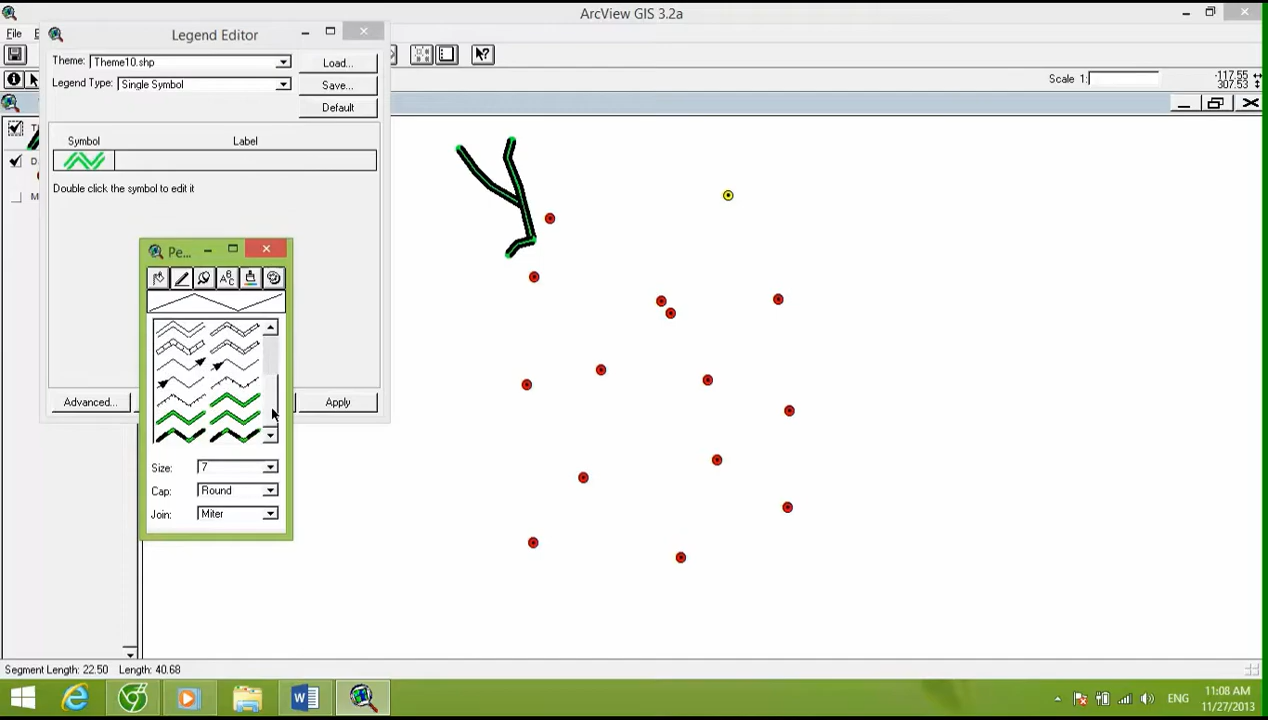 ArcView GIS 3.2a
File
Legend Editor
Theme: Theme10.shp
Load...
Legend Type: Single Symbol
Save...
Default
Scale 1:
-117.55
307.53
Symbol
Label
Double click the symbol to edit it
Pe...
Advanced...
Apply
Size: 7
Cap: Round
Join: Miter
Segment Length: 22.50 Length: 40.68
ENG
11:08 AM
11/27/2013